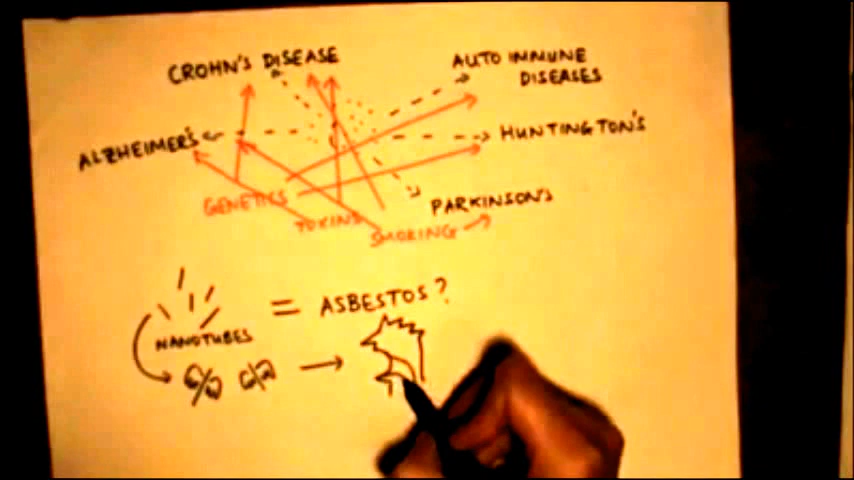 CROHN'S DISEASE
AUTO IMMUNE
DISEASES
ALZHEIMER'S
HUNTINGTON'S
GENETICS
PARKINSON'S
TOXINS
SMOKING
= ASBESTOS?
NANOTUBES